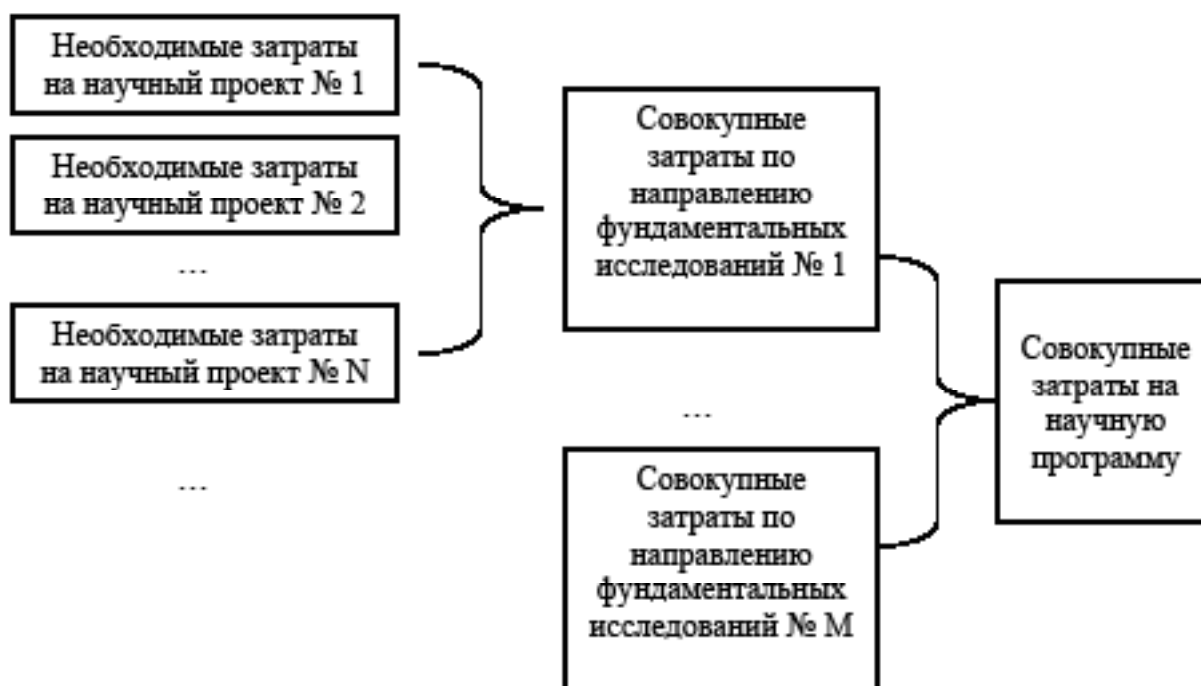 Необходимые затраты
на научный проект № 1
Необходимые затраты
на научный проект № 2
...
Необходимые затраты
на научный проект № N
...
Совокупные
затраты по
направлению
фундаментальных
исследований № 1
...
Совокупные
затраты по
направлению
фундаментальных
исследований № M
Совокупные
затраты на
научную
программу